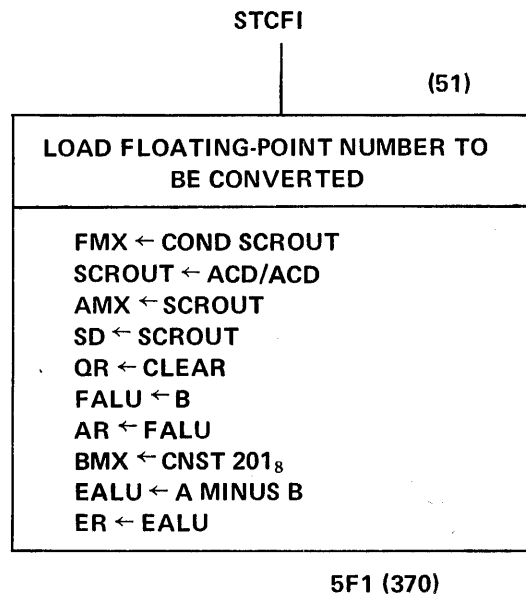 STCFI
(51)
LOAD FLOATING-POINT NUMBER TO
BE CONVERTED
FMX ← COND SCROUT
SCROUT ← ACD/ACD
AMX ← SCROUT
SD ← SCROUT
QR ← CLEAR
FALU ← B
AR ← FALU
BMX ← CNST 201₈
EALU ← A MINUS B
ER ← EALU
5F1 (370)